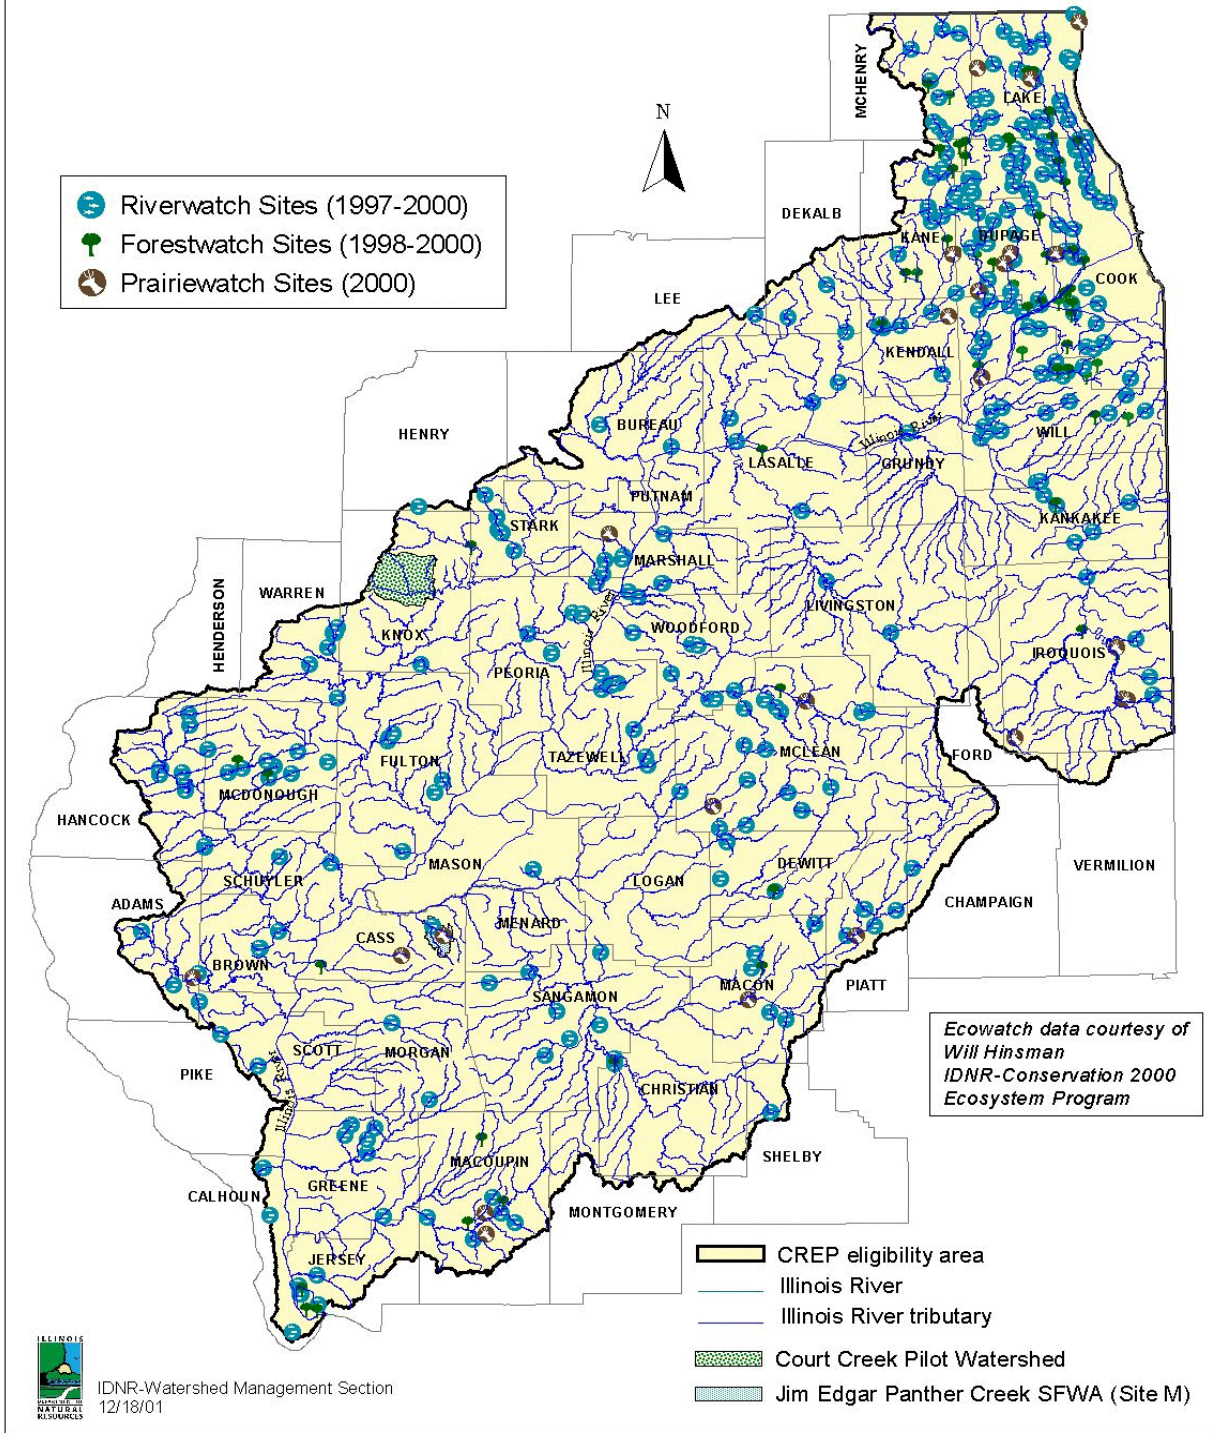 N
MCHENRY
LAKE
Riverwatch Sites (1997-2000)
Forestwatch Sites (1998-2000)
Prairiewatch Sites (2000)
DEKALB
KANE
DUPAGE
COOK
LEE
KENDALL
HENRY
BUREAU
Illinois River
WILL
LASALLE
GRUNDY
PUTNAM
STARK
KANKAKEE
MARSHALL
HENDERSON
WARREN
KNOX
Illinois River
WOODFORD
LIVINGSTON
IROQUOIS
PEORIA
FULTON
TAZEWELL
MCLEAN
FORD
MCDONOUGH
HANCOCK
MASON
DEWITT
VERMILION
SCHUYLER
LOGAN
ADAMS
CHAMPAIGN
MENARD
CASS
BROWN
SANGAMON
MACON
PIATT
SCOTT
MORGAN
PIKE
Illinois River
CHRISTIAN
Ecowatch data courtesy of
Will Hinsman
IDNR-Conservation 2000
Ecosystem Program
SHELBY
MACOUPIN
CALHOUN
GREENE
MONTGOMERY
JERSEY
CREP eligibility area
Illinois River
Illinois River tributary
Court Creek Pilot Watershed
Jim Edgar Panther Creek SFWA (Site M)
ILLINOIS
NATURAL
RESOURCES
IDNR-Watershed Management Section
12/18/01